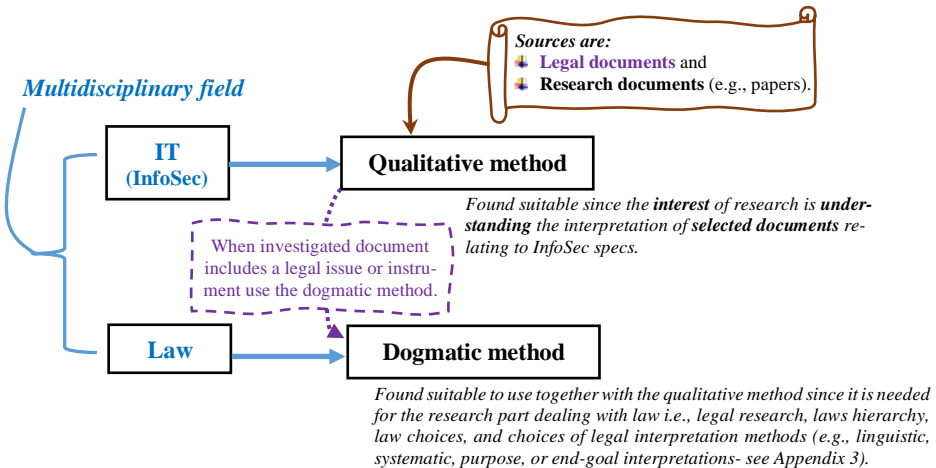 Sources are:
Legal documents and
Research documents (e.g., papers).
Multidisciplinary field
IT
(InfoSec)
Qualitative method
Found suitable since the interest of research is under-
standing the interpretation of selected documents re-
lating to InfoSec specs.
When investigated document
includes a legal issue or instru-
ment use the dogmatic method.
Law
Dogmatic method
Found suitable to use together with the qualitative method since it is needed
for the research part dealing with law i.e., legal research, laws hierarchy,
law choices, and choices of legal interpretation methods (e.g., linguistic,
systematic, purpose, or end-goal interpretations- see Appendix 3).